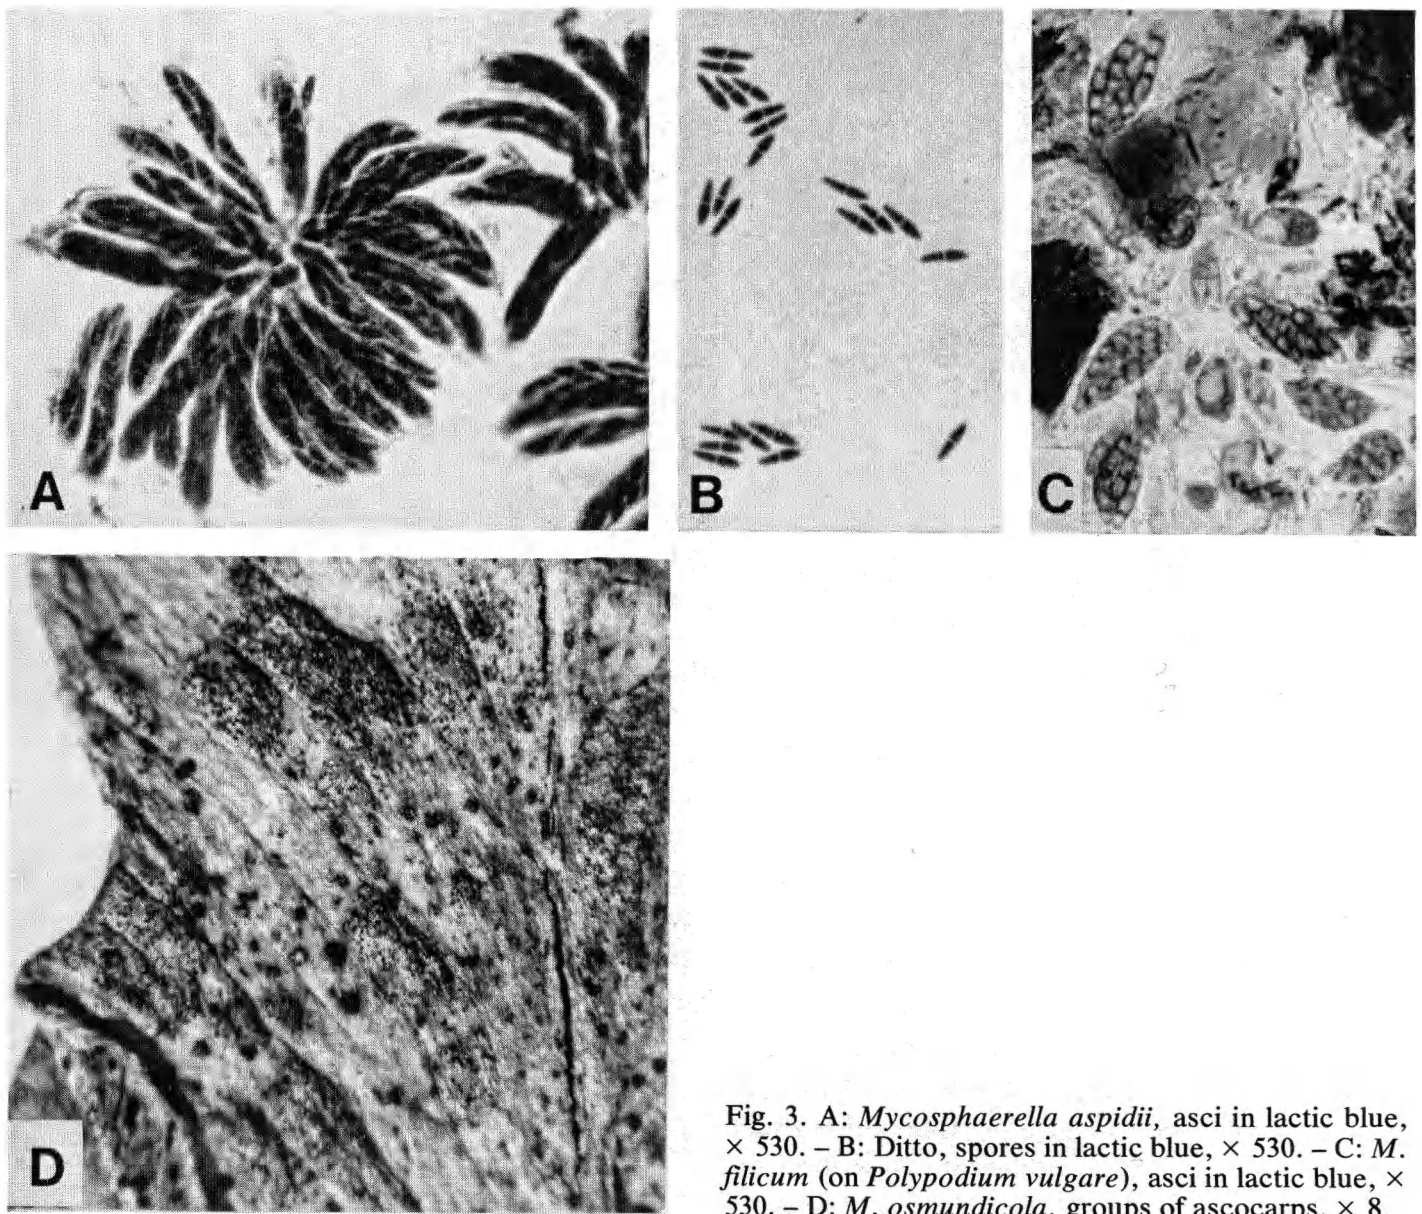 A
B
C
D
Fig. 3. A: Mycosphaerella aspidii, asci in lactic blue,
× 530. – B: Ditto, spores in lactic blue, × 530. – C: M.
filicum (on Polypodium vulgare), asci in lactic blue, ×
530. – D: M. osmundicola, groups of ascocarps, × 8